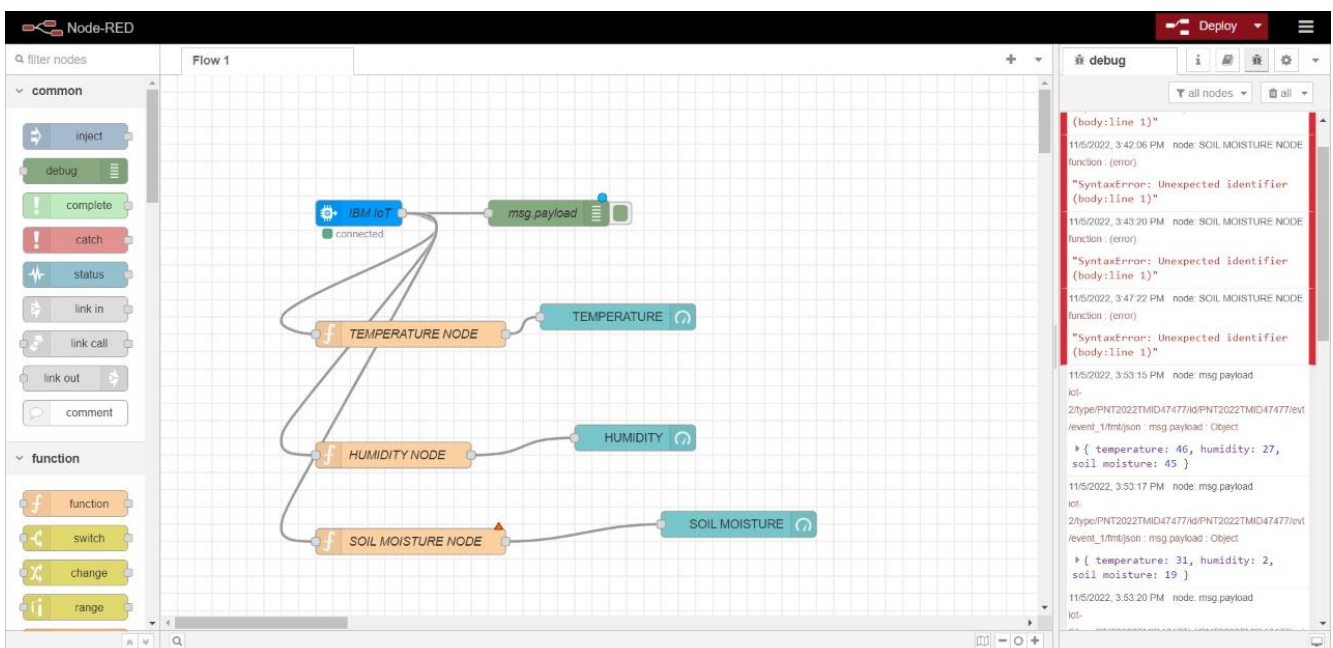 Node-RED
Deploy
filter nodes
common
inject
debug
complete
catch
status
link in
link call
link out
comment
function
function
switch
change
range
Flow 1
IBM IoT
connected
msg.payload
TEMPERATURE NODE
TEMPERATURE
HUMIDITY NODE
HUMIDITY
SOIL MOISTURE NODE
SOIL MOISTURE
debug
all nodes
all
(body:line 1)"
11/5/2022, 3:42:06 PM node: SOIL MOISTURE NODE
function : (error)
"SyntaxError: Unexpected identifier
(body:line 1)"
11/5/2022, 3:43:20 PM node: SOIL MOISTURE NODE
function : (error)
"SyntaxError: Unexpected identifier
(body:line 1)"
11/5/2022, 3:47:22 PM node: SOIL MOISTURE NODE
function : (error)
"SyntaxError: Unexpected identifier
(body:line 1)"
11/5/2022, 3:53:15 PM node: msg.payload
iot-
2/type/PNT2022TMID47477/id/PNT2022TMID47477/evt
/event_1/fmt/json : msg.payload : Object
{ temperature: 46, humidity: 27,
soil moisture: 45 }
11/5/2022, 3:53:17 PM node: msg.payload
iot-
2/type/PNT2022TMID47477/id/PNT2022TMID47477/evt
/event_1/fmt/json : msg.payload : Object
{ temperature: 31, humidity: 2,
soil moisture: 19 }
11/5/2022, 3:53:20 PM node: msg.payload
iot-